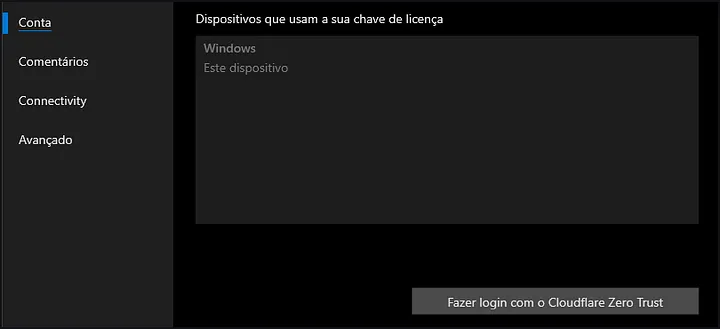 Conta
Comentários
Connectivity
Avançado
Dispositivos que usam a sua chave de licença
Windows
Este dispositivo
Fazer login com o Cloudflare Zero Trust